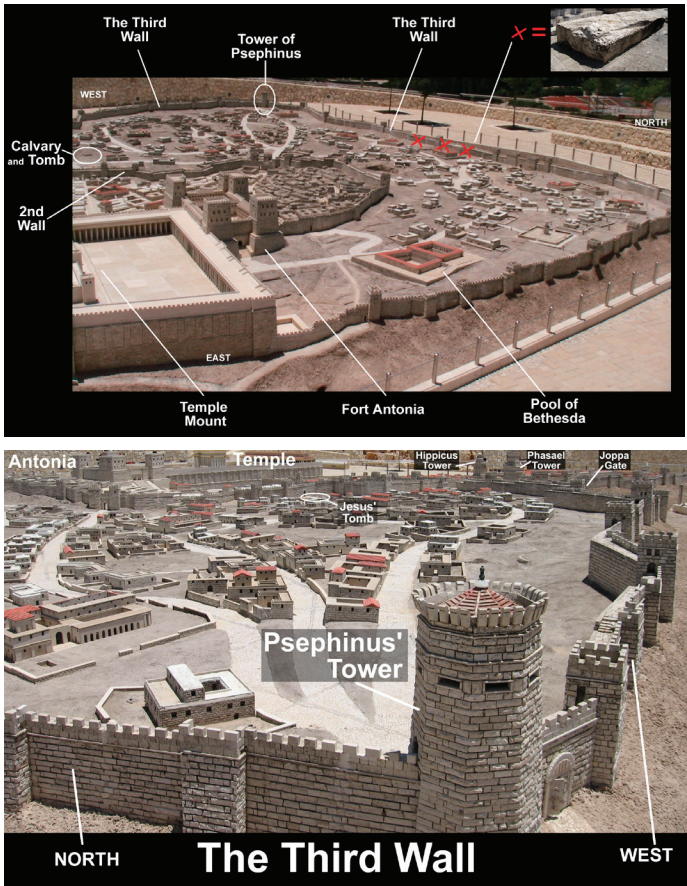 The Third
Wall
Tower of
Psephinus
The Third
Wall
x =
WEST
NORTH
Calvary
and Tomb
2nd
Wall
EAST
Temple
Mount
Fort Antonia
Pool of
Bethesda
Antonia
Temple
Hippicus
Tower
Phasael
Tower
Joppa
Gate
Jesus'
Tomb
Psephinus'
Tower
NORTH
The Third Wall
WEST